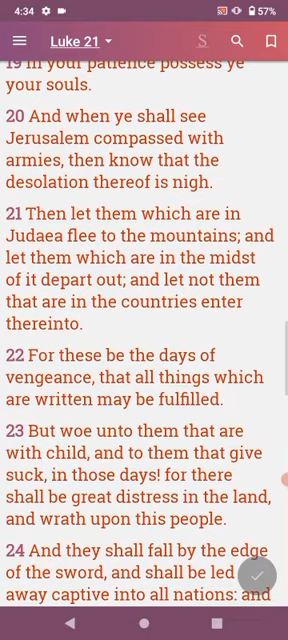 4:34
57%
Luke 21
S
19 In your patience possess ye
your souls.
20 And when ye shall see
Jerusalem compassed with
armies, then know that the
desolation thereof is nigh.
21 Then let them which are in
Judaea flee to the mountains; and
let them which are in the midst
of it depart out; and let not them
that are in the countries enter
thereinto.
22 For these be the days of
vengeance, that all things which
are written may be fulfilled.
23 But woe unto them that are
with child, and to them that give
suck, in those days! for there
shall be great distress in the land,
and wrath upon this people.
24 And they shall fall by the edge
of the sword, and shall be led
away captive into all nations: and